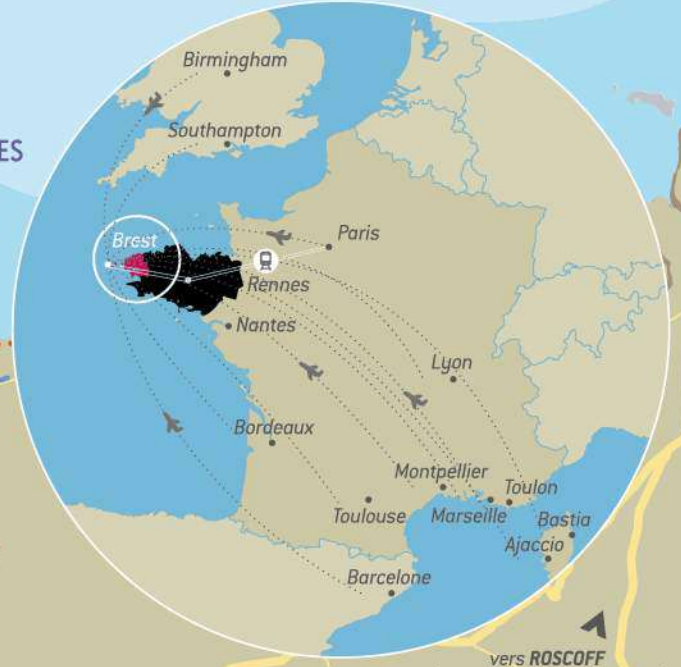 Birmingham
Southampton
ES
Brest
Paris
Rennes
Nantes
Lyon
Bordeaux
Montpellier
Toulouse
Marseille
Toulon
Bastia
Ajaccio
Barcelone
vers ROSCOFF